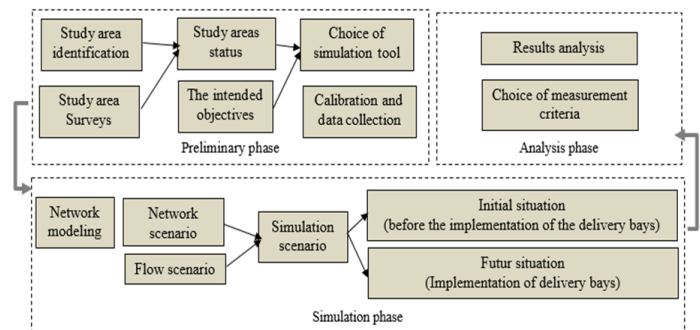 Study area
identification
Study areas
status
Choice of
simulation tool
Study area
Surveys
The intended
objectives
Calibration and
data collection
Preliminary phase
Results analysis
Choice of measurement
criteria
Analysis phase
Network
modeling
Network
scenario
Flow scenario
Simulation
scenario
Initial situation
(before the implementation of the delivery bays)
Futur situation
(Implementation of delivery bays)
Simulation phase